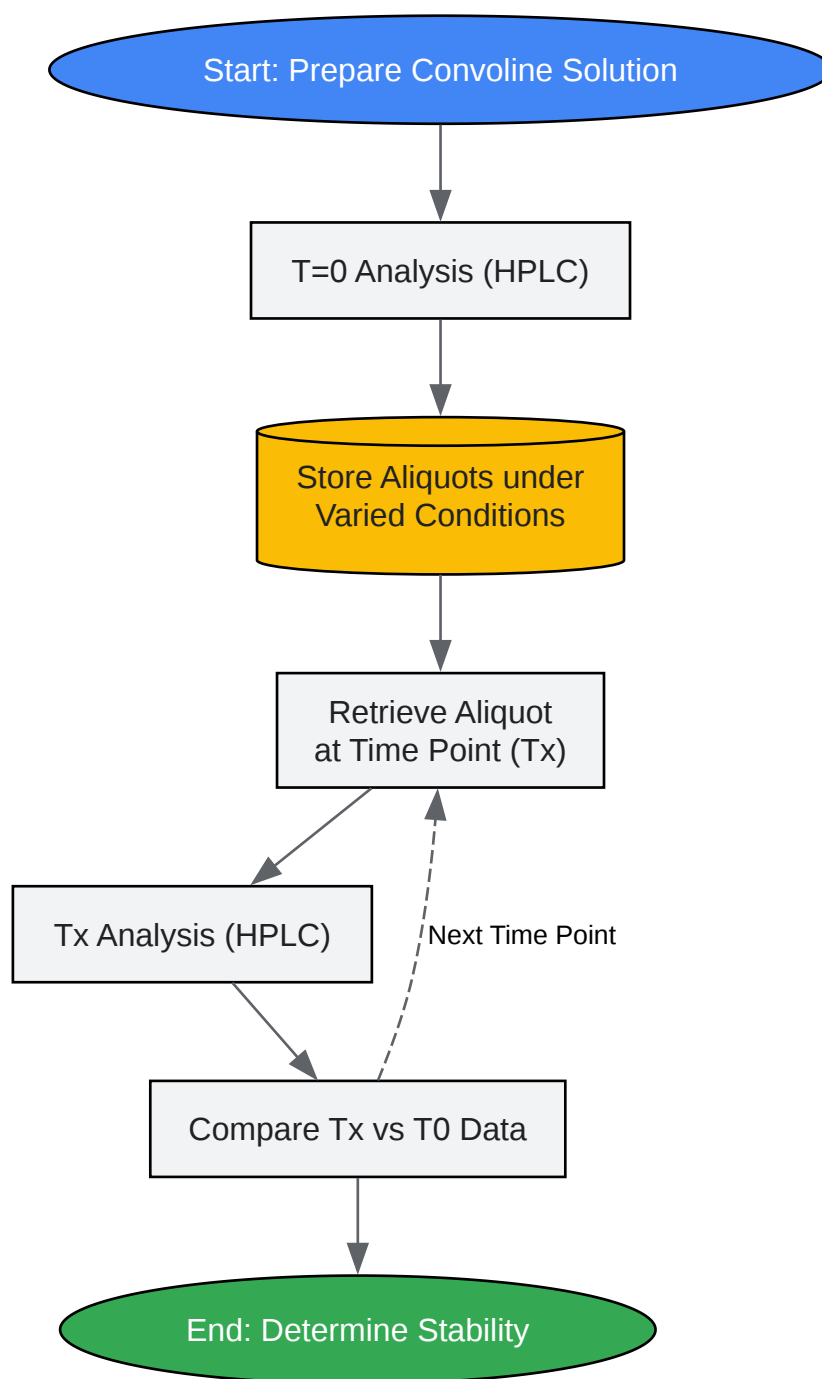 Start: Prepare Convoline Solution
T=0 Analysis (HPLC)
Store Aliquots under
Varied Conditions
Retrieve Aliquot
at Time Point (Tx)
Tx Analysis (HPLC)
Next Time Point
Compare Tx vs T0 Data
End: Determine Stability